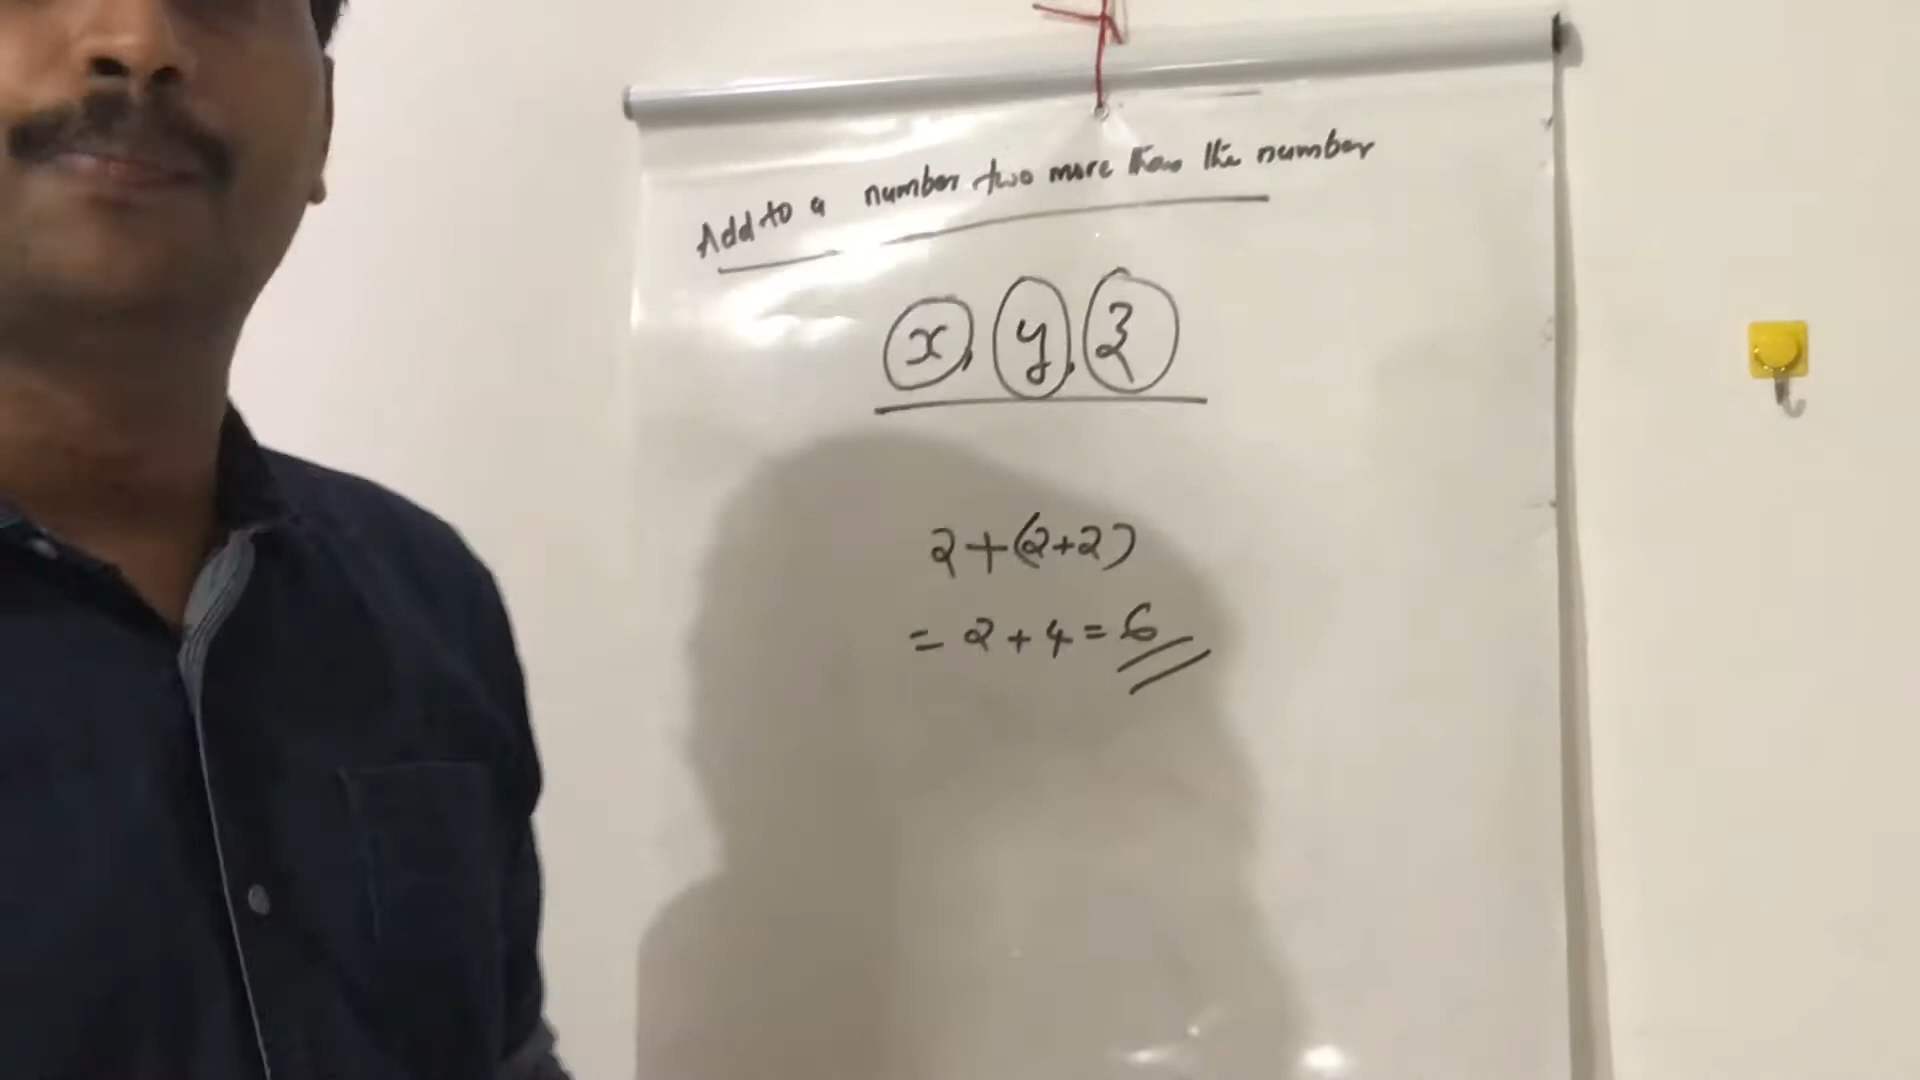 Add to a number two more than the number
x, y, z
2+(2+2)
= 2+4=6